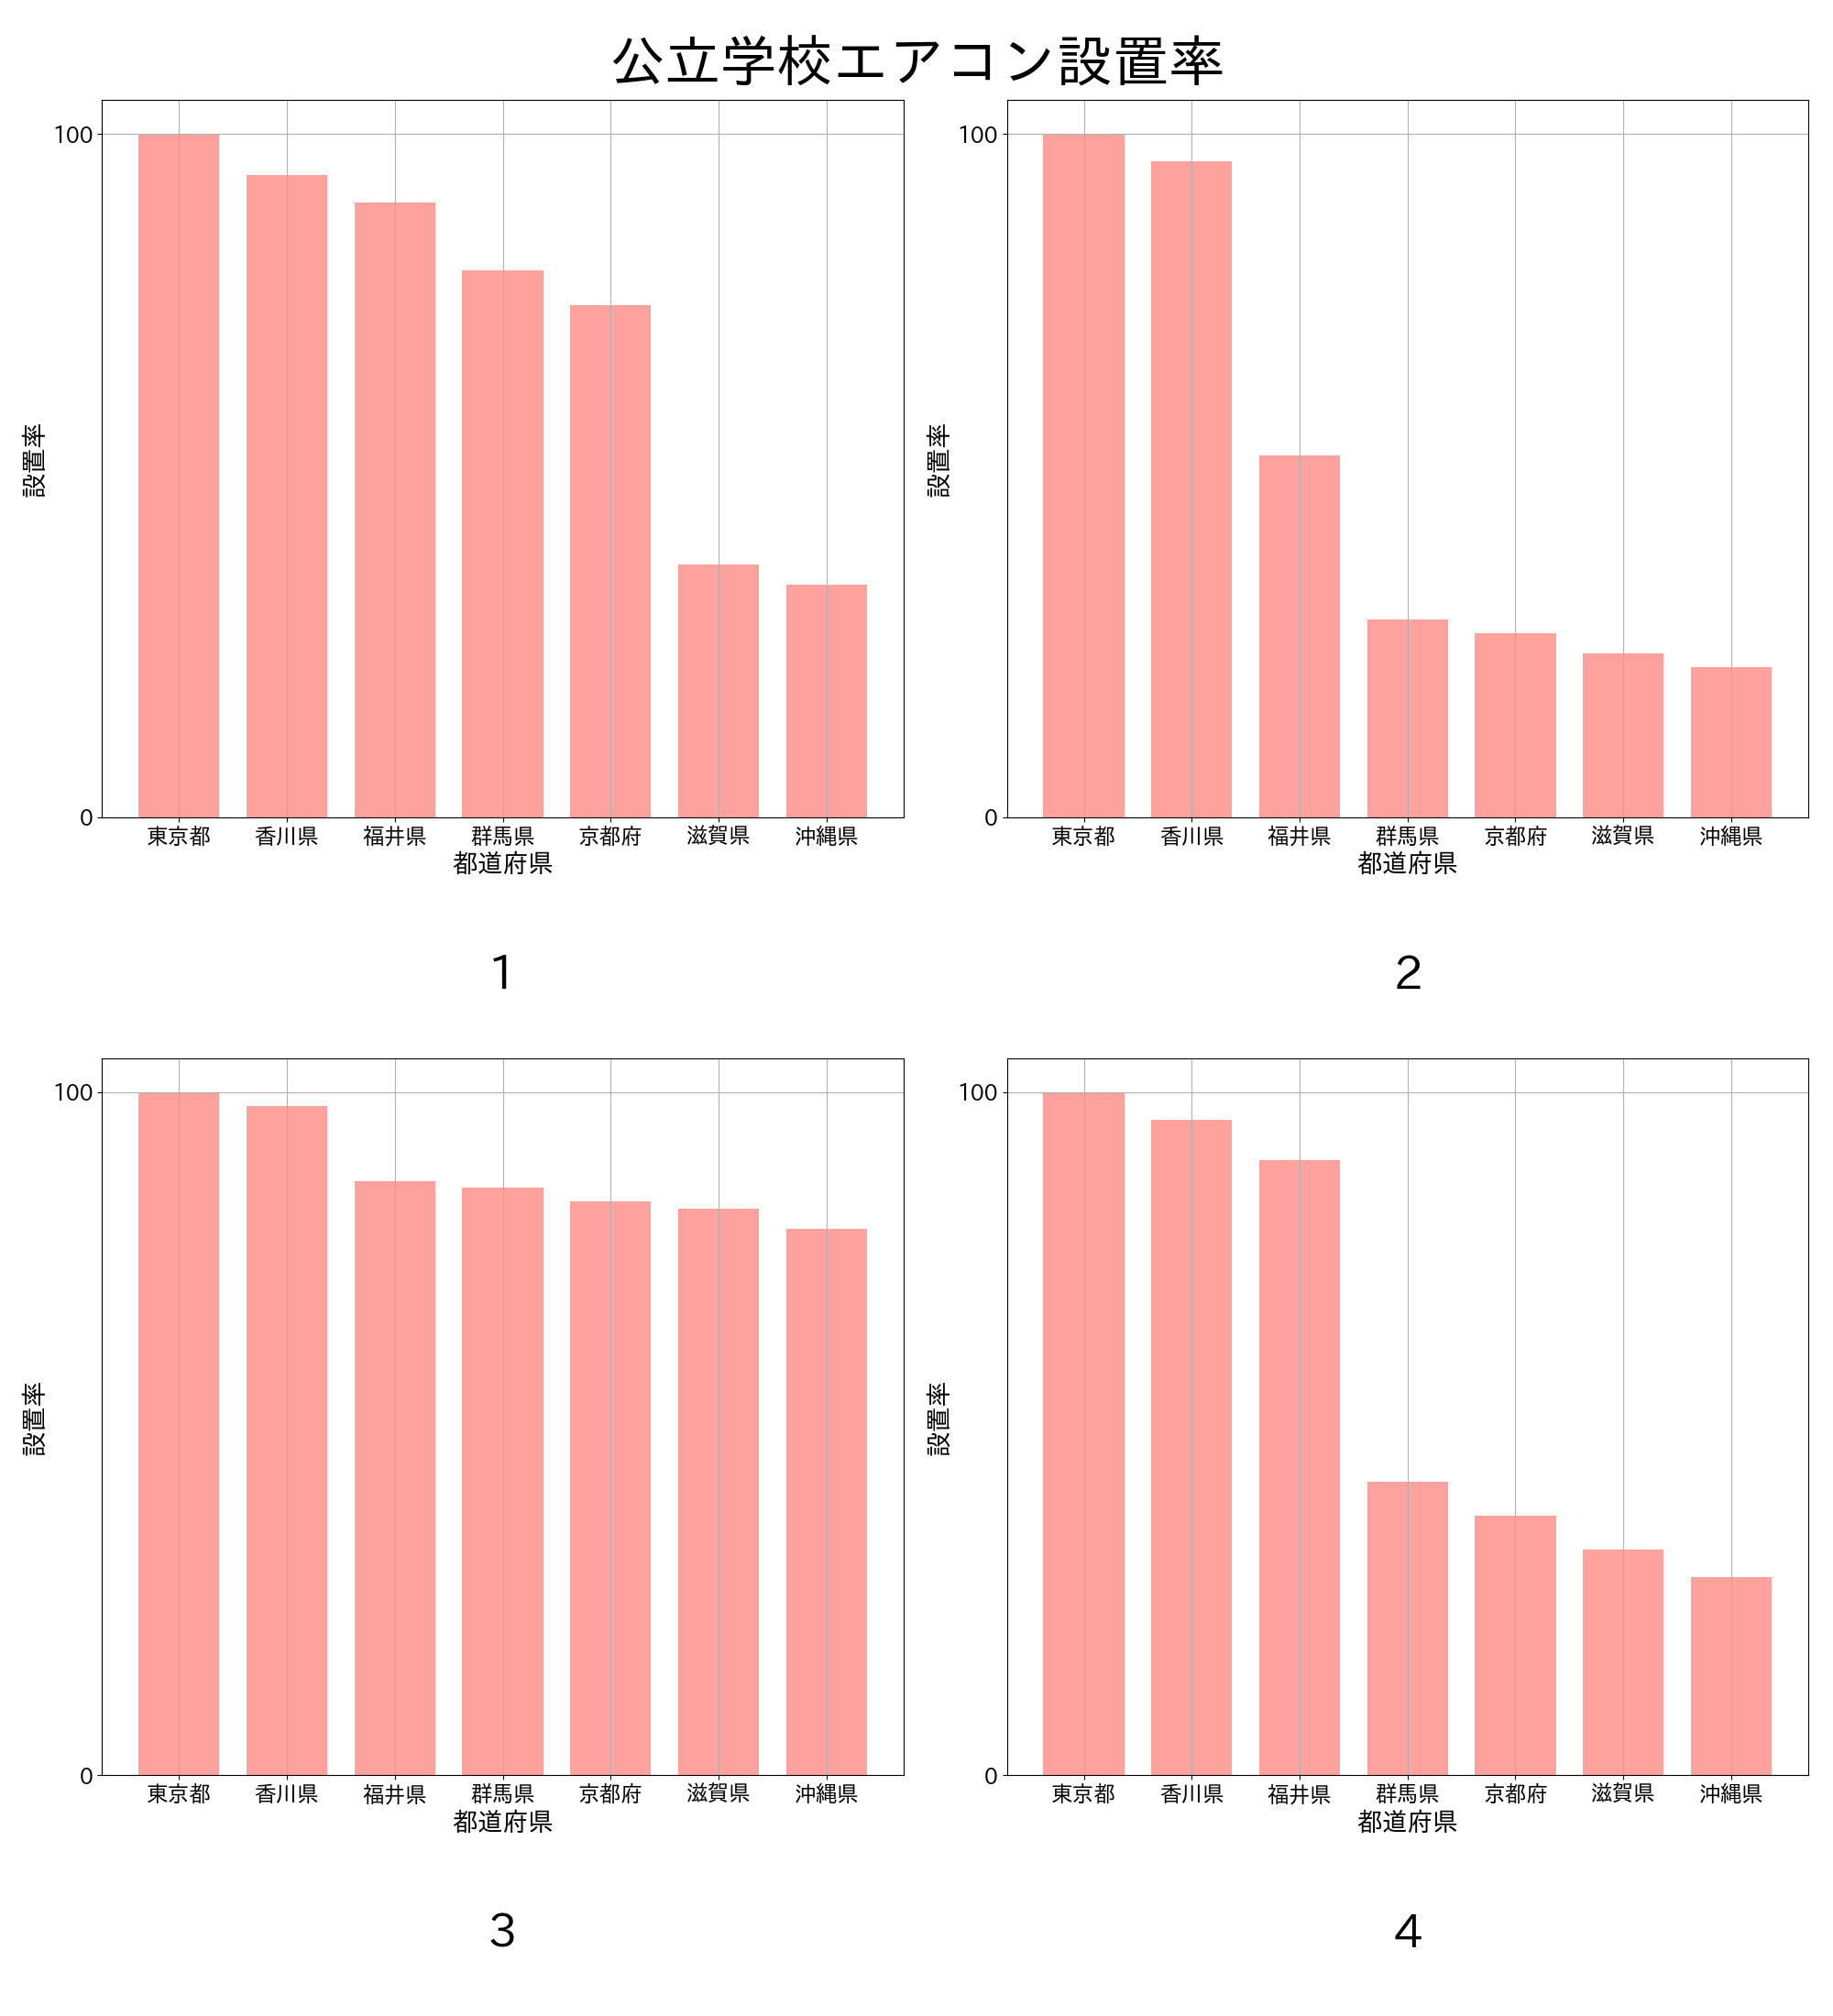 公立学校エアコン設置率
100
0
設置率
東京都 香川県 福井県 群馬県 京都府 滋賀県 沖縄県
都道府県
1
100
0
設置率
東京都 香川県 福井県 群馬県 京都府 滋賀県 沖縄県
都道府県
2
100
0
設置率
東京都 香川県 福井県 群馬県 京都府 滋賀県 沖縄県
都道府県
3
100
0
設置率
東京都 香川県 福井県 群馬県 京都府 滋賀県 沖縄県
都道府県
4